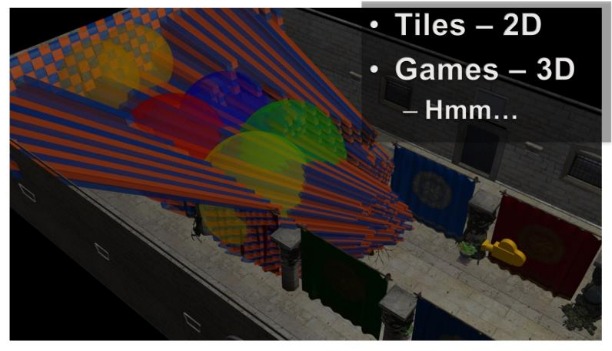 • Tiles – 2D
• Games – 3D
– Hmm...